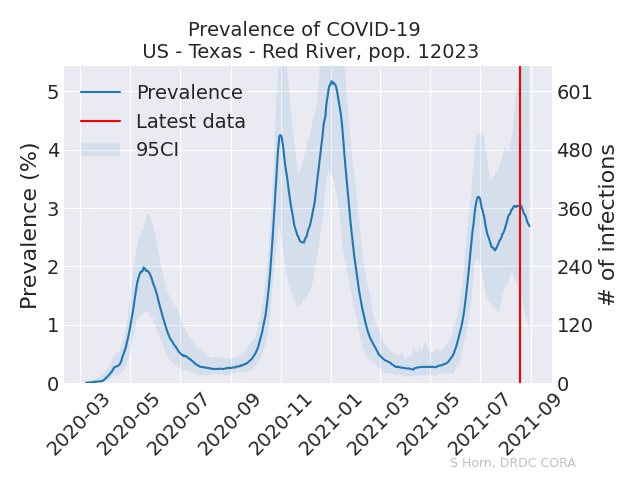 Prevalence of COVID-19
US - Texas - Red River, pop. 12023
Prevalence
Latest data
95CI
Prevalence (%)
5
4
3
2
1
0
601
480
360
240
120
0
# of infections
2020-03
2020-05
2020-07
2020-09
2020-11
2021-01
2021-03
2021-05
2021-07
2021-09
S Horn, DRDC CORA